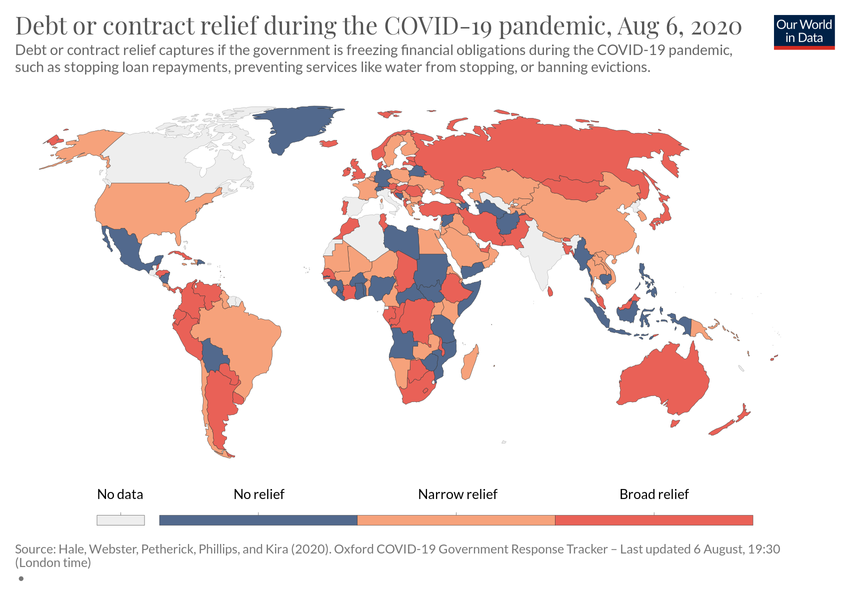 Debt or contract relief during the COVID-19 pandemic, Aug 6, 2020
Our World
in Data
Debt or contract relief captures if the government is freezing financial obligations during the COVID-19 pandemic,
such as stopping loan repayments, preventing services like water from stopping, or banning evictions.
No data
No relief
Narrow relief
Broad relief
Source: Hale, Webster, Petherick, Phillips, and Kira (2020). Oxford COVID-19 Government Response Tracker – Last updated 6 August, 19:30
(London time)